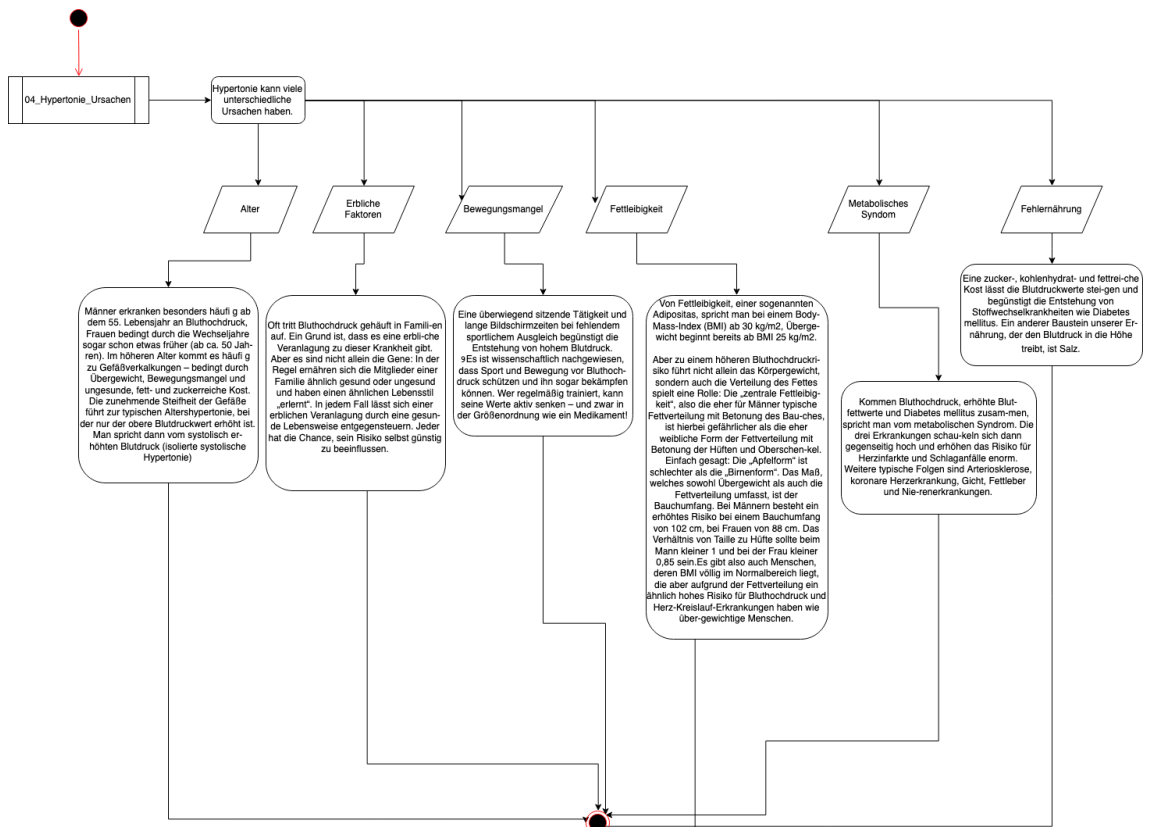 04_Hypertonie_Ursachen
Hypertonie kann viele
unterschiedliche
Ursachen haben.
Alter
Erbliche
Faktoren
Bewegungsmangel
Fettleibigkeit
Metabolisches
Syndom
Fehlernährung
Männer erkranken besonders häufi g ab
dem 55. Lebensjahr an Bluthochdruck,
Frauen bedingt durch die Wechseljahre
sogar schon etwas früher (ab ca. 50 Jah-
ren). Im höheren Alter kommt es häufi g
zu Gefäßverkalkungen – bedingt durch
Übergewicht, Bewegungsmangel und
ungesunde, fett- und zuckerreiche Kost.
Die zunehmende Steifheit der Gefäße
führt zur typischen Altershypertonie, bei
der nur der obere Blutdruckwert erhöht ist.
Man spricht dann vom systolisch er-
höhten Blutdruck (isolierte systolische
Hypertonie)
Oft tritt Bluthochdruck gehäuft in Famili-en
auf. Ein Grund ist, dass es eine erbli-che
Veranlagung zu dieser Krankheit gibt.
Aber es sind nicht allein die Gene: In der
Regel ernähren sich die Mitglieder einer
Familie ähnlich gesund oder ungesund
und haben einen ähnlichen Lebensstil
„erlernt“. In jedem Fall lässt sich einer
erblichen Veranlagung durch eine gesun-
de Lebensweise entgegensteuern. Jeder
hat die Chance, sein Risiko selbst günstig
zu beeinflussen.
Eine überwiegend sitzende Tätigkeit und
lange Bildschirmzeiten bei fehlendem
sportlichem Ausgleich begünstigt die
Entstehung von hohem Blutdruck.
9Es ist wissenschaftlich nachgewiesen,
dass Sport und Bewegung vor Bluthoch-
druck schützen und ihn sogar bekämpfen
können. Wer regelmäßig trainiert, kann
seine Werte aktiv senken – und zwar in
der Größenordnung wie ein Medikament!
Von Fettleibigkeit, einer sogenannten
Adipositas, spricht man bei einem Body-
Mass-Index (BMI) ab 30 kg/m2, Überge-
wicht beginnt bereits ab BMI 25 kg/m2.
Aber zu einem höheren Bluthochdruckri-
siko führt nicht allein das Körpergewicht,
sondern auch die Verteilung des Fettes
spielt eine Rolle: Die „zentrale Fettleibig-
keit“, also die eher für Männer typische
Fettverteilung mit Betonung des Bau-ches,
ist hierbei gefährlicher als die eher
weibliche Form der Fettverteilung mit
Betonung der Hüften und Oberschen-kel.
Einfach gesagt: Die „Apfelform“ ist
schlechter als die „Birnenform“. Das Maß,
welches sowohl Übergewicht als auch die
Fettverteilung umfasst, ist der
Bauchumfang. Bei Männern besteht ein
erhöhtes Risiko bei einem Bauchumfang
von 102 cm, bei Frauen von 88 cm. Das
Verhältnis von Taille zu Hüfte sollte beim
Mann kleiner 1 und bei der Frau kleiner
0,85 sein.Es gibt also auch Menschen,
deren BMI völlig im Normalbereich liegt,
die aber aufgrund der Fettverteilung ein
ähnlich hohes Risiko für Bluthochdruck und
Herz-Kreislauf-Erkrankungen haben wie
über-gewichtige Menschen.
Kommen Bluthochdruck, erhöhte Blut-
fettwerte und Diabetes mellitus zusam-men,
spricht man vom metabolischen Syndrom. Die
drei Erkrankungen schau-keln sich dann
gegenseitig hoch und erhöhen das Risiko für
Herzinfarkte und Schlaganfälle enorm.
Weitere typische Folgen sind Arteriosklerose,
koronare Herzerkrankung, Gicht, Fettleber
und Nie-renerkrankungen.
Eine zucker-, kohlenhydrat- und fettrei-che
Kost lässt die Blutdruckwerte stei-gen und
begünstigt die Entstehung von
Stoffwechselkrankheiten wie Diabetes
mellitus. Ein anderer Baustein unserer Er-
nährung, der den Blutdruck in die Höhe
treibt, ist Salz.